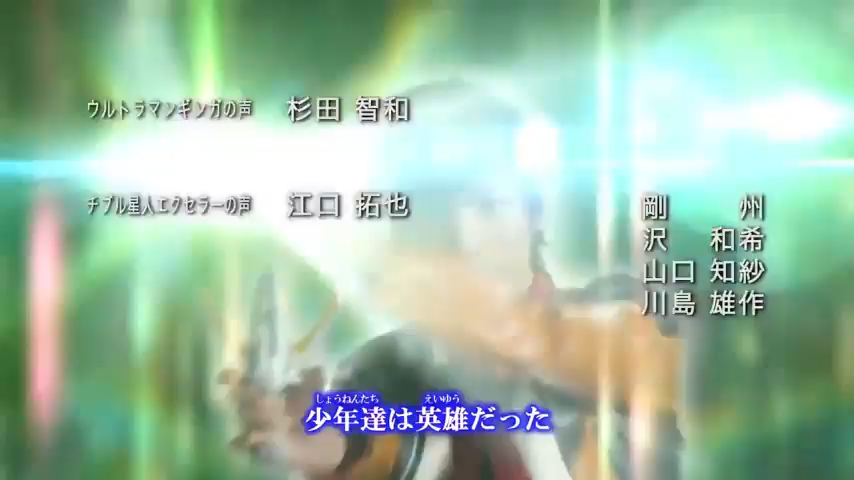 ウルトラマンギンガの声 杉田 智和
チブル星人エクセラーの声 江口 拓也
剛 州
沢 和希
山口 知紗
川島 雄作
しょうねんたち えいゆう
少年達は英雄だった